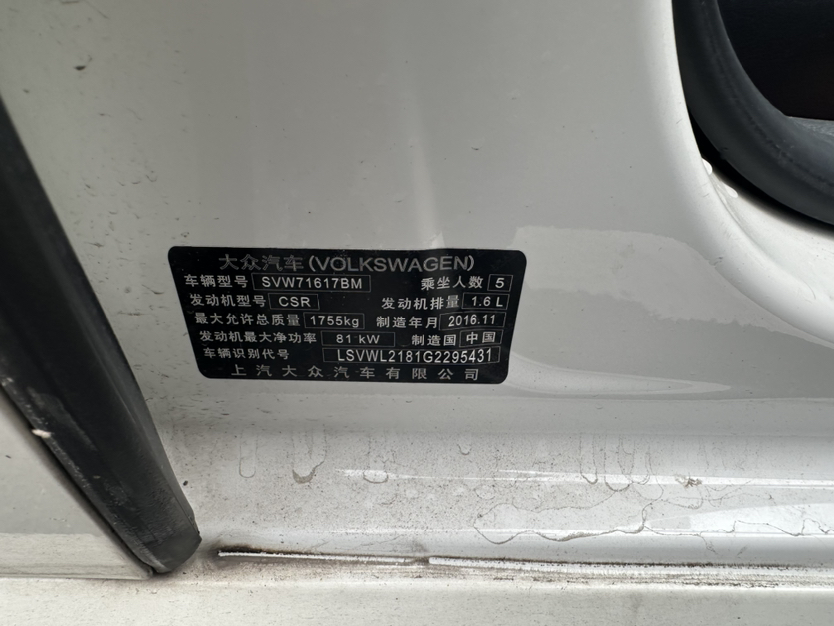 大众汽车(VOLKSWAGEN)
车辆型号 SVW71617BM 乘坐人数 5
发动机型号 CSR 发动机排量 1.6 L
最大允许总质量 1755kg 制造年月 2016.11
发动机最大净功率 81 kW 制造国 中国
车辆识别代号 LSVWL2181G2295431
上汽大众汽车有限公司